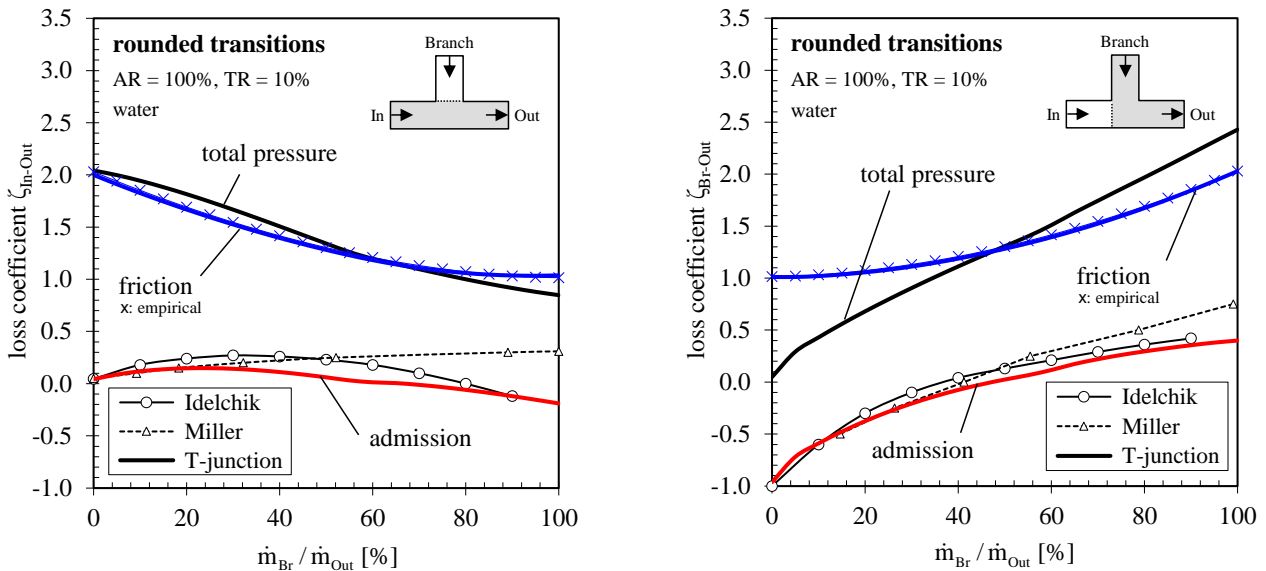 3.5
3.0
2.5
2.0
1.5
1.0
0.5
0.0
-0.5
-1.0
loss coefficient ζIn-Out
rounded transitions
AR = 100%, TR = 10%
water
Branch
In
Out
total pressure
friction
x: empirical
Idelchik
Miller
T-junction
admission
0 20 40 60 80 100
ṁBr / ṁOut [%]
3.5
3.0
2.5
2.0
1.5
1.0
0.5
0.0
-0.5
-1.0
loss coefficient ζBr-Out
rounded transitions
AR = 100%, TR = 10%
water
Branch
In
Out
total pressure
friction
x: empirical
admission
Idelchik
Miller
T-junction
0 20 40 60 80 100
ṁBr / ṁOut [%]